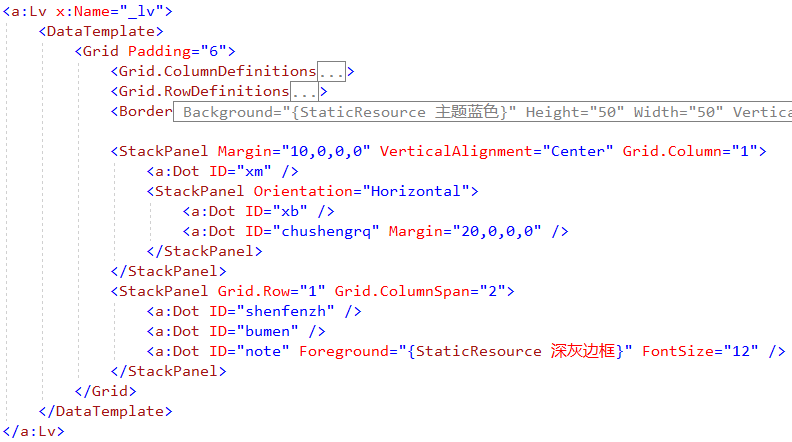 <a:Lv x:Name="_lv">
<DataTemplate>
<Grid Padding="6">
<Grid.ColumnDefinitions...>
<Grid.RowDefinitions...>
<Border Background="{StaticResource 主题蓝色}" Height="50" Width="50" Vertica
<StackPanel Margin="10,0,0,0" VerticalAlignment="Center" Grid.Column="1">
<a:Dot ID="xm" />
<StackPanel Orientation="Horizontal">
<a:Dot ID="xb" />
<a:Dot ID="chushengrq" Margin="20,0,0,0" />
</StackPanel>
</StackPanel>
<StackPanel Grid.Row="1" Grid.ColumnSpan="2">
<a:Dot ID="shenfenzh" />
<a:Dot ID="bumen" />
<a:Dot ID="note" Foreground="{StaticResource 深灰边框}" FontSize="12" />
</StackPanel>
</Grid>
</DataTemplate>
</a:Lv>